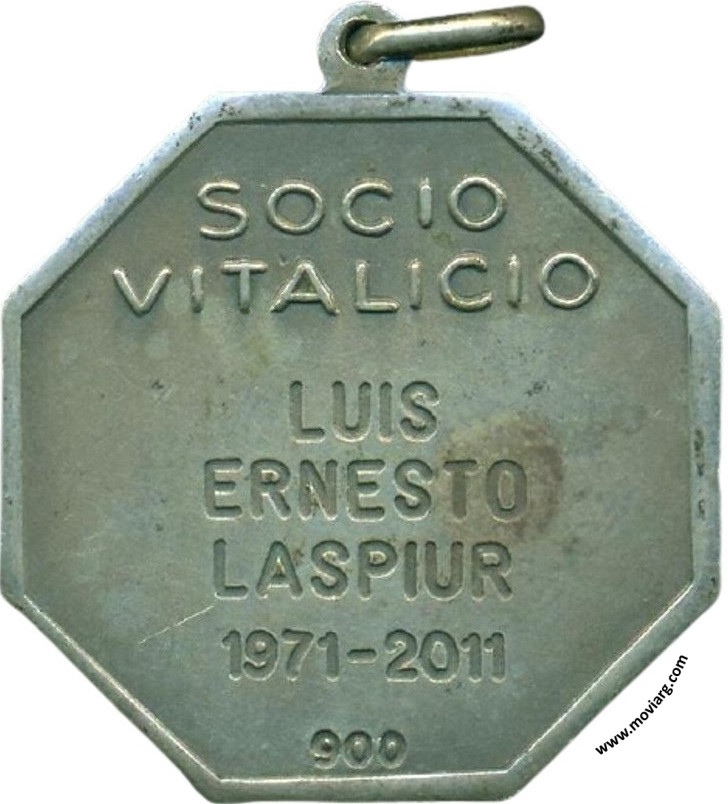 SOCIO
VITALICIO
LUIS
ERNESTO
LASPIUR
1971-2011
900
www.moviarg.com